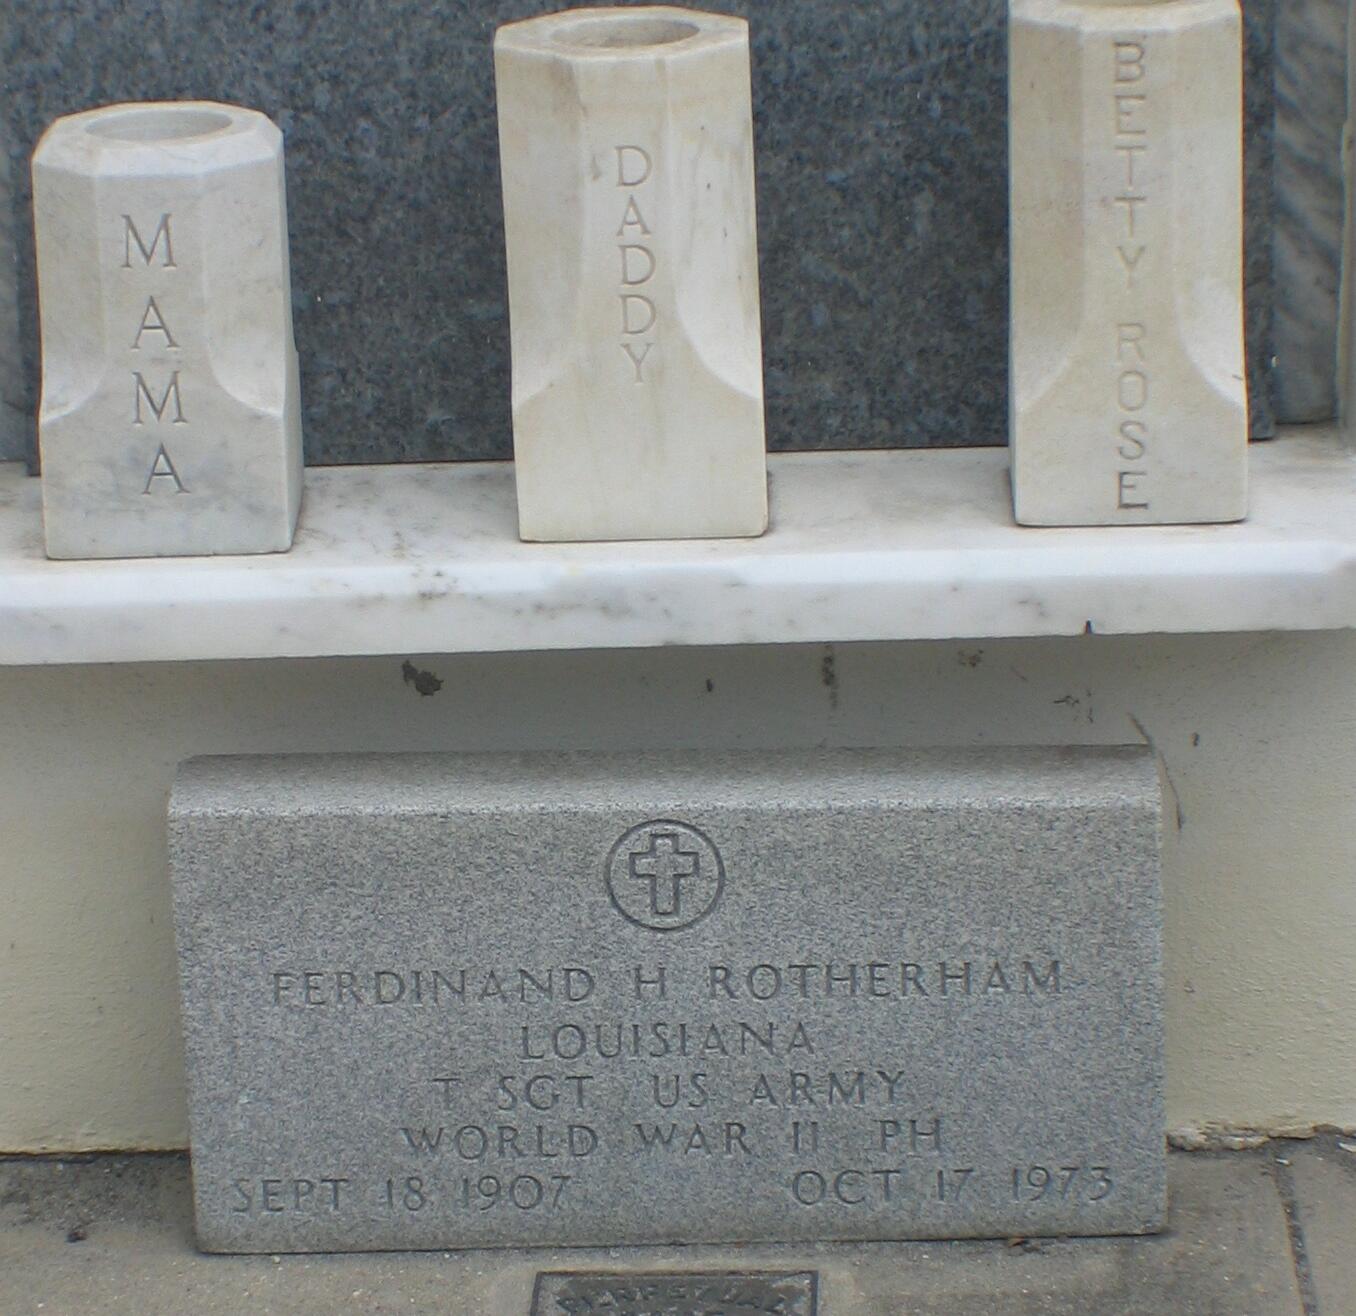 MAMA
DADDY
BETTY ROSE
FERDINAND H ROTHERHAM
LOUISIANA
T SGT US ARMY
WORLD WAR II PH
SEPT 18 1907 OCT 17 1973